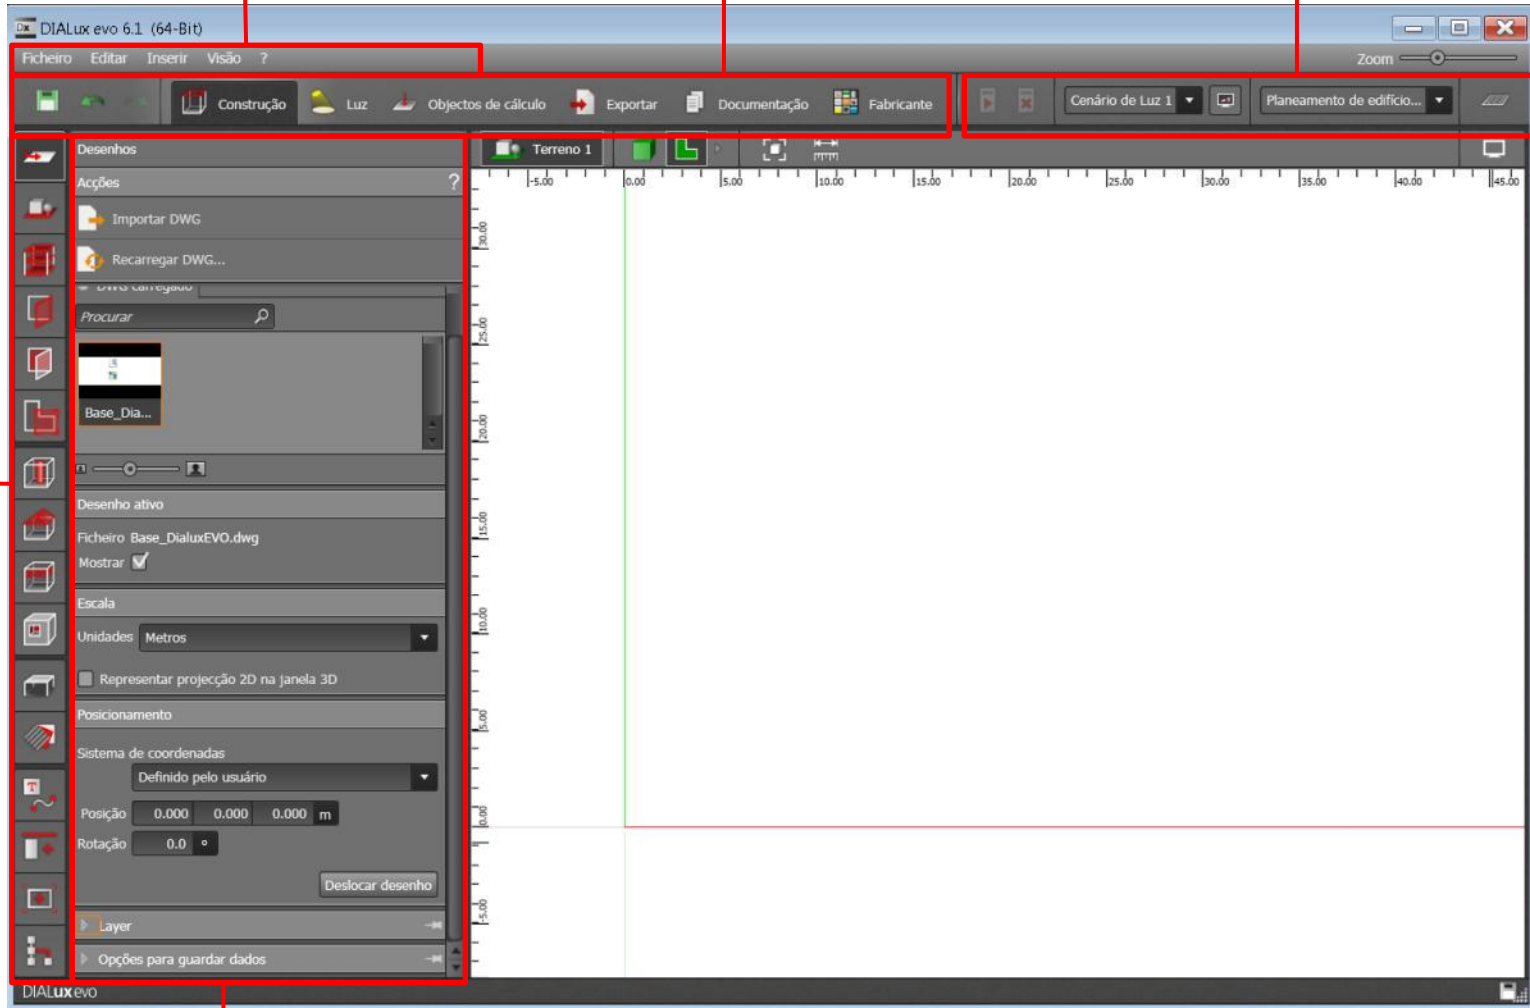 DIALux evo 6.1 (64-Bit)
Ficheiro Editar Inserir Visão ?
Zoom
Construção Luz Objectos de cálculo Exportar Documentação Fabricante Cenário de Luz 1 Planeamento de edifício...
Desenhos
Terreno 1
Acções ?
-5.00 0.00 5.00 10.00 15.00 20.00 25.00 30.00 35.00 40.00 45.00
Importar DWG
30.00
Recarregar DWG...
DWG carregado
Procurar
25.00
Base_Dia...
20.00
Desenho ativo
15.00
Ficheiro Base_DialuxEVO.dwg
Mostrar
Escala
10.00
Unidades Metros
Representar projecção 2D na janela 3D
Posicionamento
5.00
Sistema de coordenadas
Definido pelo usuário
Posição 0.000 0.000 0.000 m
0.00
Rotação 0.0 °
Deslocar desenho
Layer
-5.00
Opções para guardar dados
DIALux evo